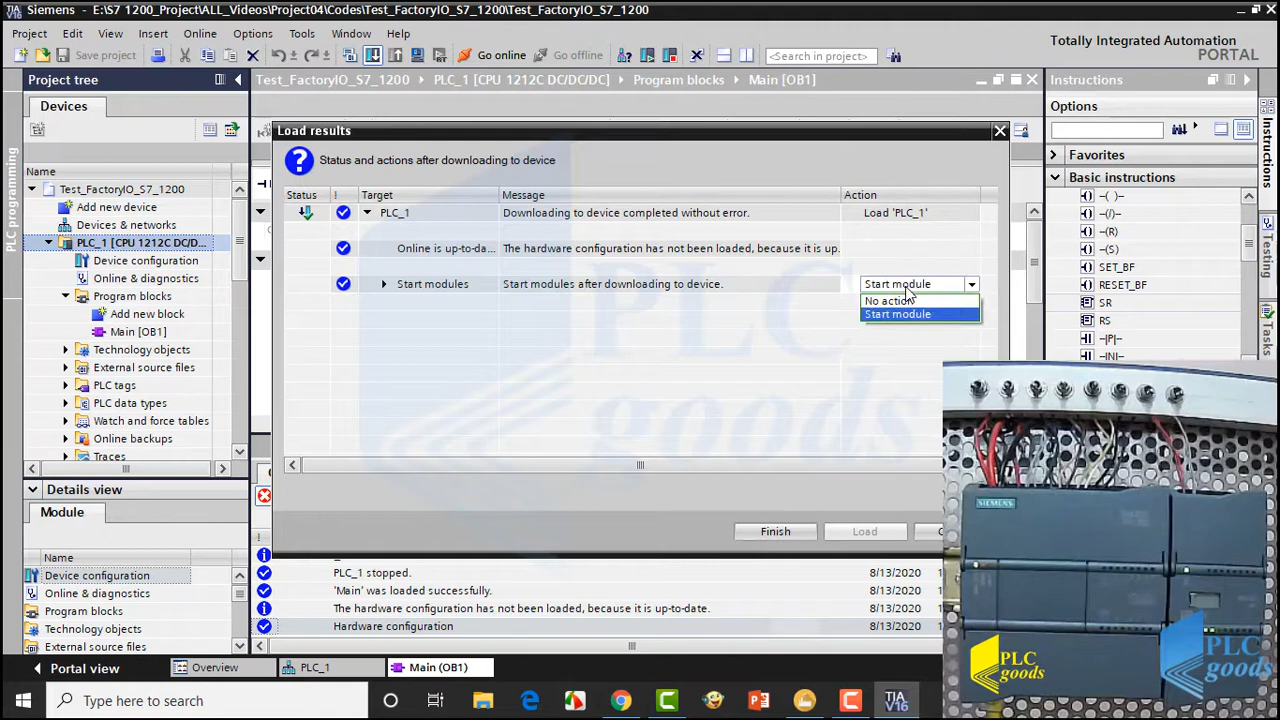 Siemens - E:\S7 1200_Project\ALL_Videos\Project04\Codes\Test_FactoryIO_S7_1200\Test_FactoryIO_S7_1200
Project Edit View Insert Online Options Tools Window Help
Totally Integrated Automation
PORTAL
Save project Go online Go offline <Search in project>
Project tree
Test_FactoryIO_S7_1200 PLC_1 [CPU 1212C DC/DC/DC] Program blocks Main [OB1]
Instructions
Devices
Options
PLC programming
Name
Test_FactoryIO_S7_1200
Add new device
Devices & networks
PLC_1 [CPU 1212C DC/D...
Device configuration
Online & diagnostics
Program blocks
Add new block
Main [OB1]
Technology objects
External source files
PLC tags
PLC data types
Watch and force tables
Online backups
Traces
Details view
Module
Name
Device configuration
Online & diagnostics
Program blocks
Technology objects
External source files
Load results
Status and actions after downloading to device
Status ! Target Message Action
PLC_1 Downloading to device completed without error. Load 'PLC_1'
Online is up-to-da... The hardware configuration has not been loaded, because it is up.
Start modules Start modules after downloading to device. Start module
No action
Start module
PLC
goods
Finish Load
PLC_1 stopped. 8/13/2020
'Main' was loaded successfully. 8/13/2020
The hardware configuration has not been loaded, because it is up-to-date. 8/13/2020
Hardware configuration 8/13/2020
Favorites
Basic instructions
–( )–
–(/)–
–(R)
–(S)
SET_BF
RESET_BF
SR
RS
–|P|–
–|N|–
Instructions
Testing
Tasks
SIEMENS
PLC
goods
PLC
goods
Portal view Overview PLC_1 Main (OB1)
Type here to search
TIA
V16